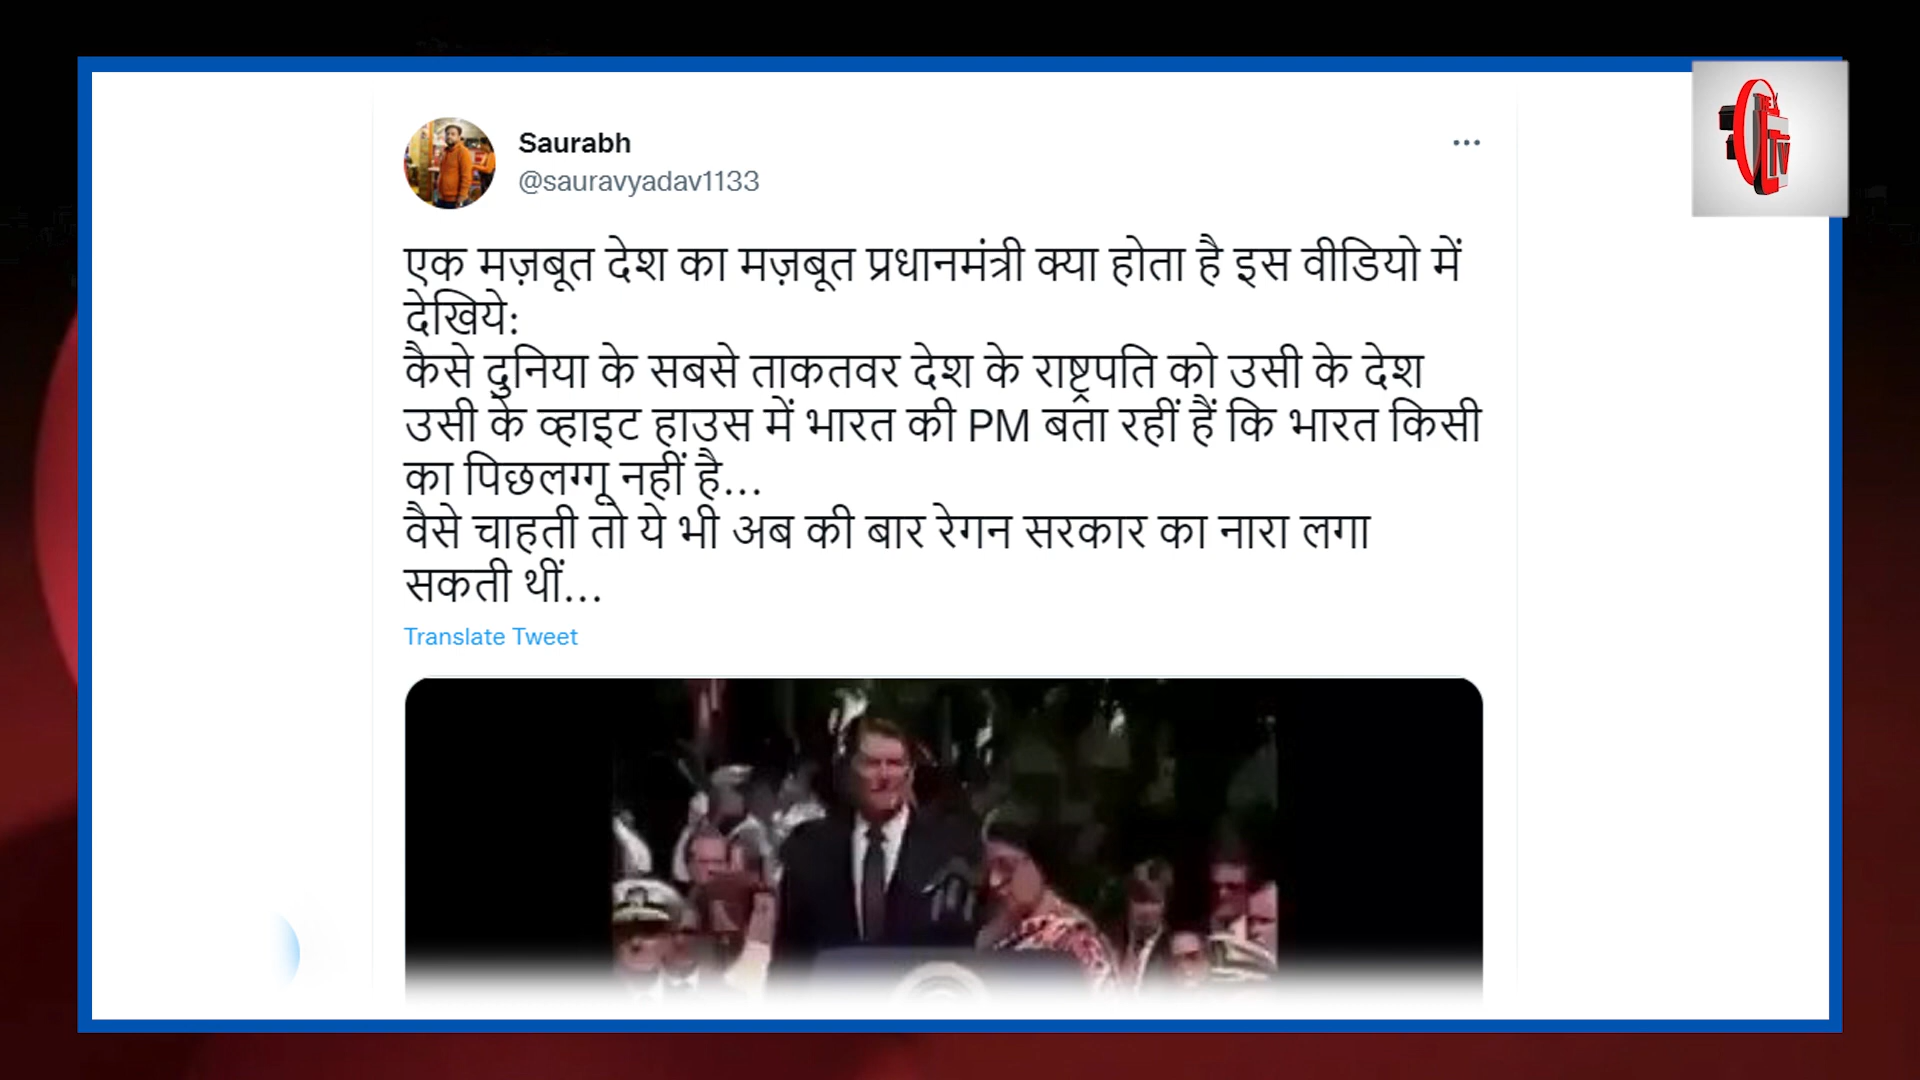 Saurabh
@sauravyadav1133
एक मज़बूत देश का मज़बूत प्रधानमंत्री क्या होता है इस वीडियो में
देखिये:
कैसे दुनिया के सबसे ताकतवर देश के राष्ट्रपति को उसी के देश
उसी के व्हाइट हाउस में भारत की PM बता रहीं हैं कि भारत किसी
का पिछलग्गू नहीं है...
वैसे चाहती तो ये भी अब की बार रेगन सरकार का नारा लगा
सकती थीं...
Translate Tweet
TV